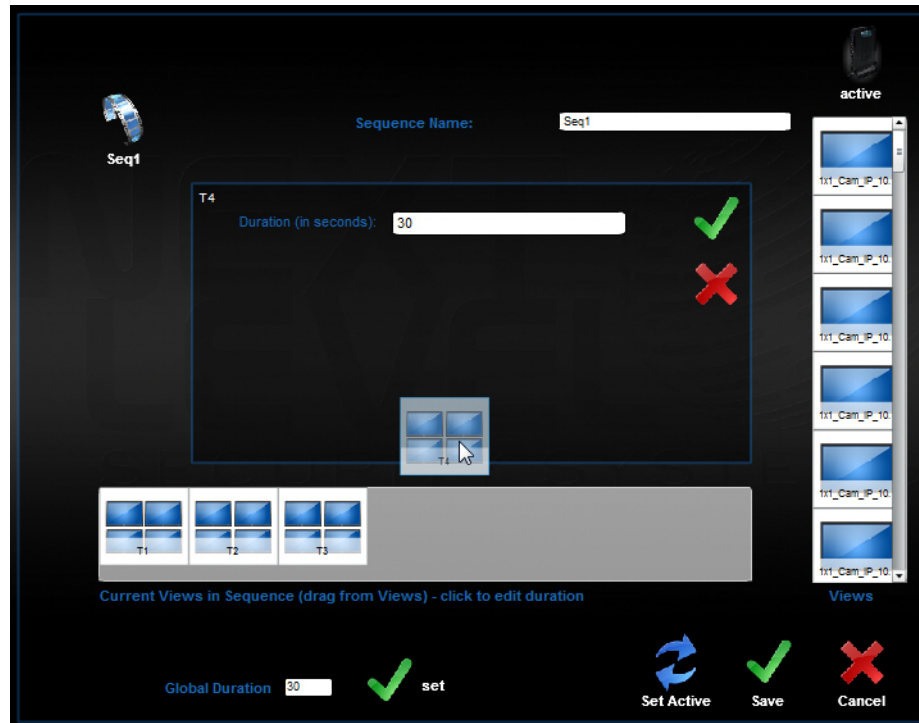 active
Sequence Name: Seq1
Seq1
T4
Duration (in seconds): 30
1x1_Cam_IP_10.
1x1_Cam_IP_10.
1x1_Cam_IP_10.
1x1_Cam_IP_10.
1x1_Cam_IP_10.
1x1_Cam_IP_10.
T4
T1 T2 T3
Current Views in Sequence (drag from Views) - click to edit duration
Views
Global Duration 30 set
Set Active Save Cancel